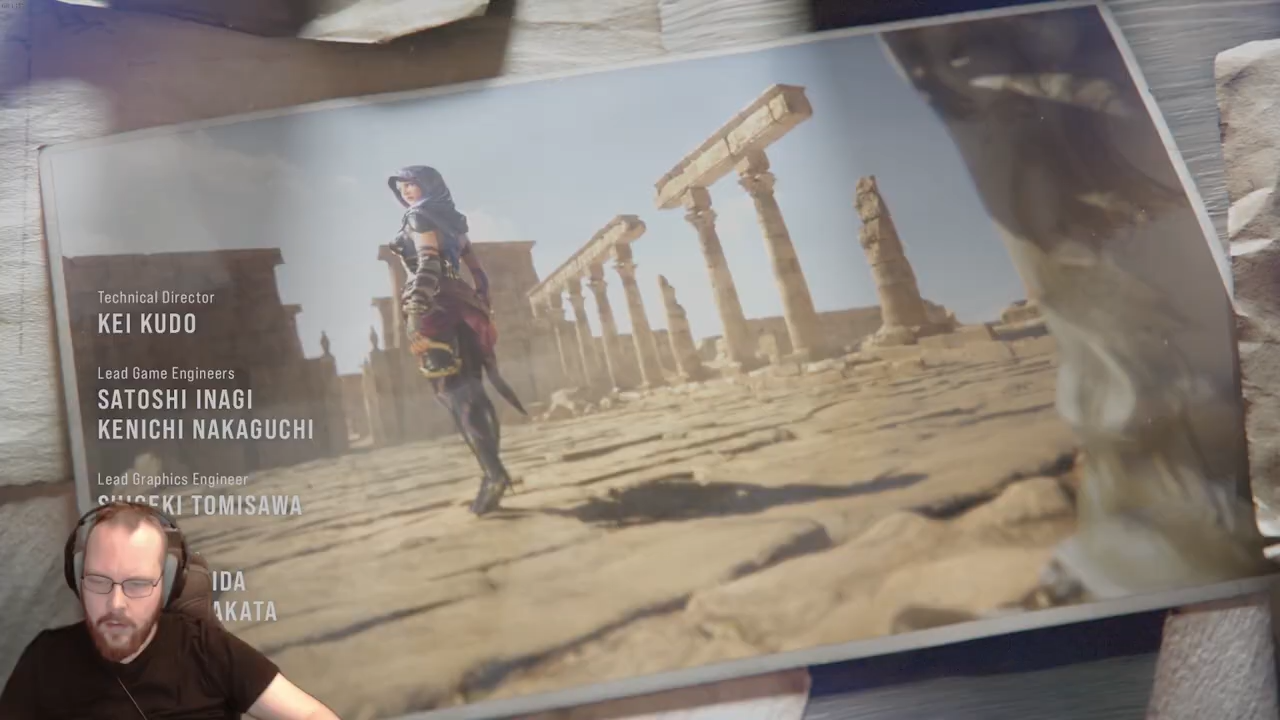 Technical Director
KEI KUDO
Lead Game Engineers
SATOSHI INAGI
KENICHI NAKAGUCHI
Lead Graphics Engineer
TOMISAWA